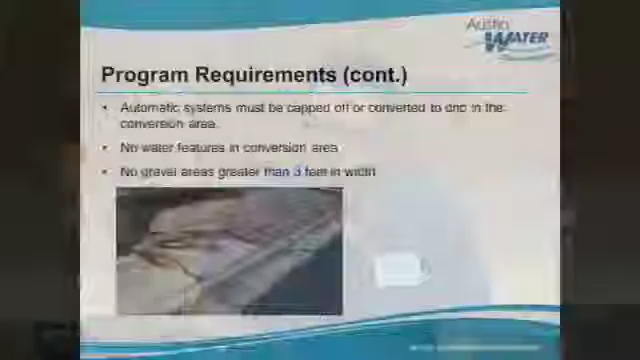 Austin
WATER
Program Requirements (cont.)
• Automatic systems must be capped off or converted to drip in the
conversion area.
• No water features in conversion area
• No gravel areas greater than 3 feet in width